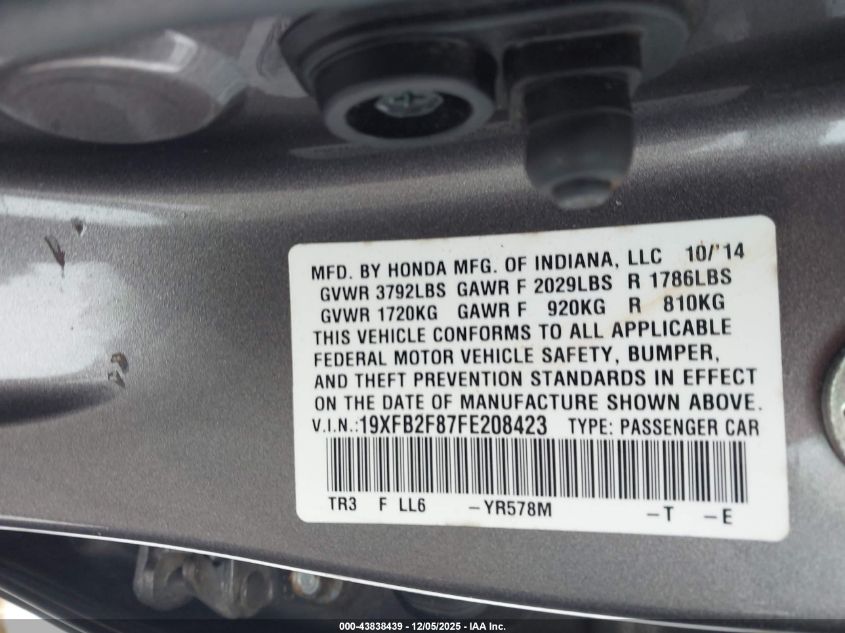 MFD. BY HONDA MFG. OF INDIANA, LLC 10/'14
GVWR 3792LBS GAWR F 2029LBS R 1786LBS
GVWR 1720KG GAWR F 920KG R 810KG
THIS VEHICLE CONFORMS TO ALL APPLICABLE
FEDERAL MOTOR VEHICLE SAFETY, BUMPER,
AND THEFT PREVENTION STANDARDS IN EFFECT
ON THE DATE OF MANUFACTURE SHOWN ABOVE.
V.I.N.:19XFB2F87FE208423 TYPE: PASSENGER CAR
TR3 F LL6 -YR578M -T -E
000-43838439 - 12/05/2025 - IAA Inc.